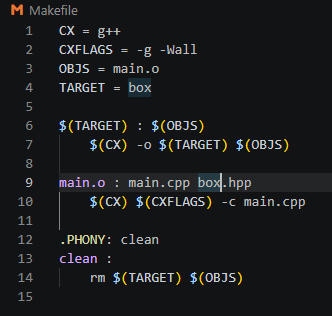 Makefile
1 CX = g++
2 CXFLAGS = -g -Wall
3 OBJS = main.o
4 TARGET = box
5
6 $(TARGET) : $(OBJS)
7 $(CX) -o $(TARGET) $(OBJS)
8
9 main.o : main.cpp box.hpp
10 $(CX) $(CXFLAGS) -c main.cpp
11
12 .PHONY: clean
13 clean :
14 rm $(TARGET) $(OBJS)
15